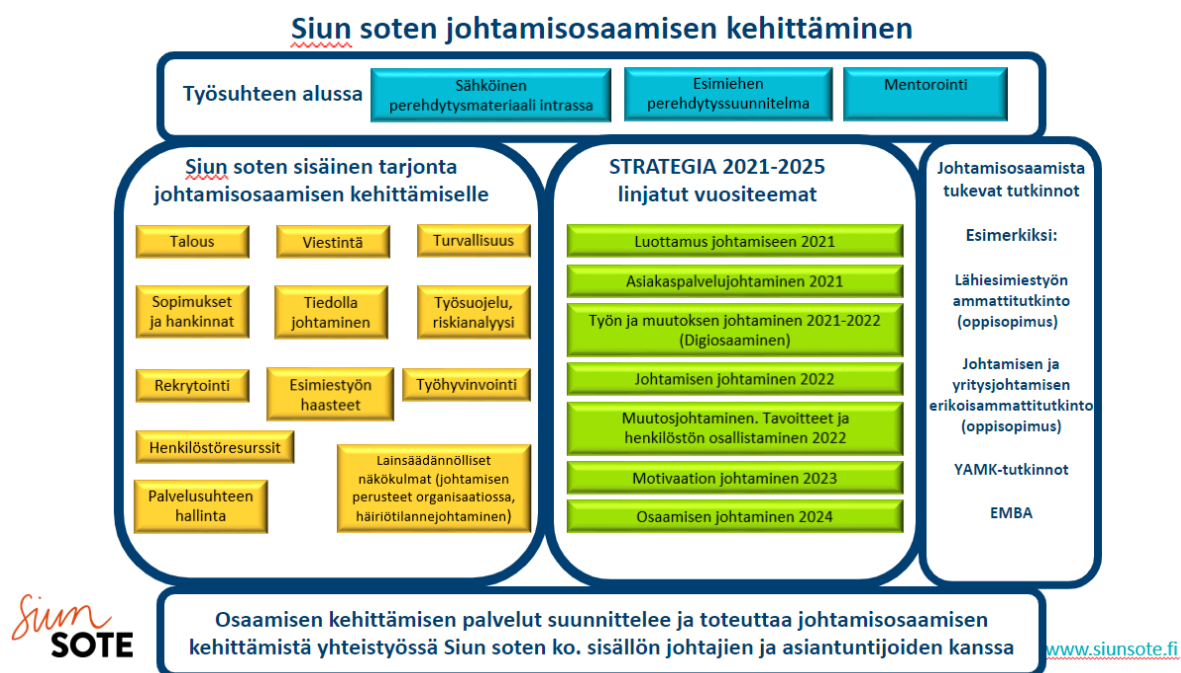 Siun soten johtamisosaamisen kehittäminen
Työsuhteen alussa
Sähköinen
perehdytysmateriaali intrassa
Esimiehen
perehdytyssuunnitelma
Mentorointi
Siun soten sisäinen tarjonta
johtamisosaamisen kehittämiselle
Talous
Viestintä
Turvallisuus
Sopimukset
ja hankinnat
Tiedolla
johtaminen
Työsuojelu,
riskianalyysi
Rekrytointi
Esimiestyön
haasteet
Työhyvinvointi
Henkilöstöresurssit
Palvelusuhteen
hallinta
Lainsäädännölliset
näkökulmat (johtamisen
perusteet organisaatiossa,
häiriötilannejohtaminen)
STRATEGIA 2021-2025
linjatut vuositeemat
Luottamus johtamiseen 2021
Asiakaspalvelujohtaminen 2021
Työn ja muutoksen johtaminen 2021-2022
(Digiosaaminen)
Johtamisen johtaminen 2022
Muutosjohtaminen. Tavoitteet ja
henkilöstön osallistaminen 2022
Motivaation johtaminen 2023
Osaamisen johtaminen 2024
Johtamisosaamista
tukevat tutkinnot
Esimerkiksi:
Lähiesimiestyön
ammattitutkinto
(oppisopimus)
Johtamisen ja
yritysjohtamisen
erikoisammattitutkinto
(oppisopimus)
YAMK-tutkinnot
EMBA
Osaamisen kehittämisen palvelut suunnittelee ja toteuttaa johtamisosaamisen
kehittämistä yhteistyössä Siun soten ko. sisällön johtajien ja asiantuntijoiden kanssa
Siun
SOTE
www.siunsote.fi